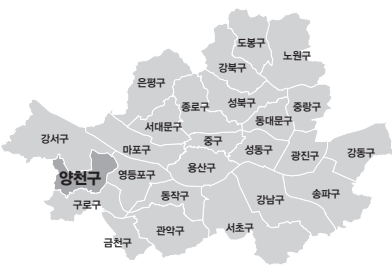 도봉구
노원구
강북구
은평구
성북구
중랑구
종로구
동대문구
서대문구
강서구
중구
마포구
성동구
광진구
강동구
양천구
영등포구
용산구
동작구
강남구
송파구
구로구
서초구
관악구
금천구